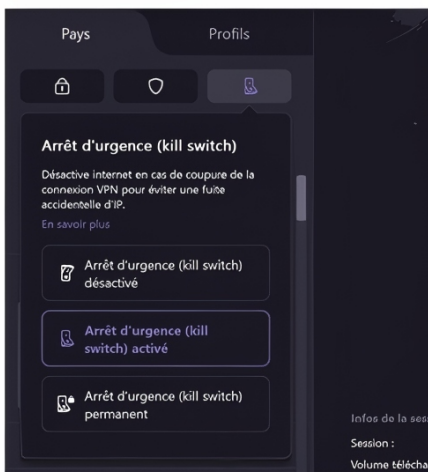 Pays
Profils
Arrêt d'urgence (kill switch)
Désactive internet en cas de coupure de la
connexion VPN pour éviter une fuite
accidentelle d'IP.
En savoir plus
Arrêt d'urgence (kill switch)
désactivé
Arrêt d'urgence (kill
switch) activé
Arrêt d'urgence (kill switch)
permanent
Infos de la ses
Session :
Volume télécha